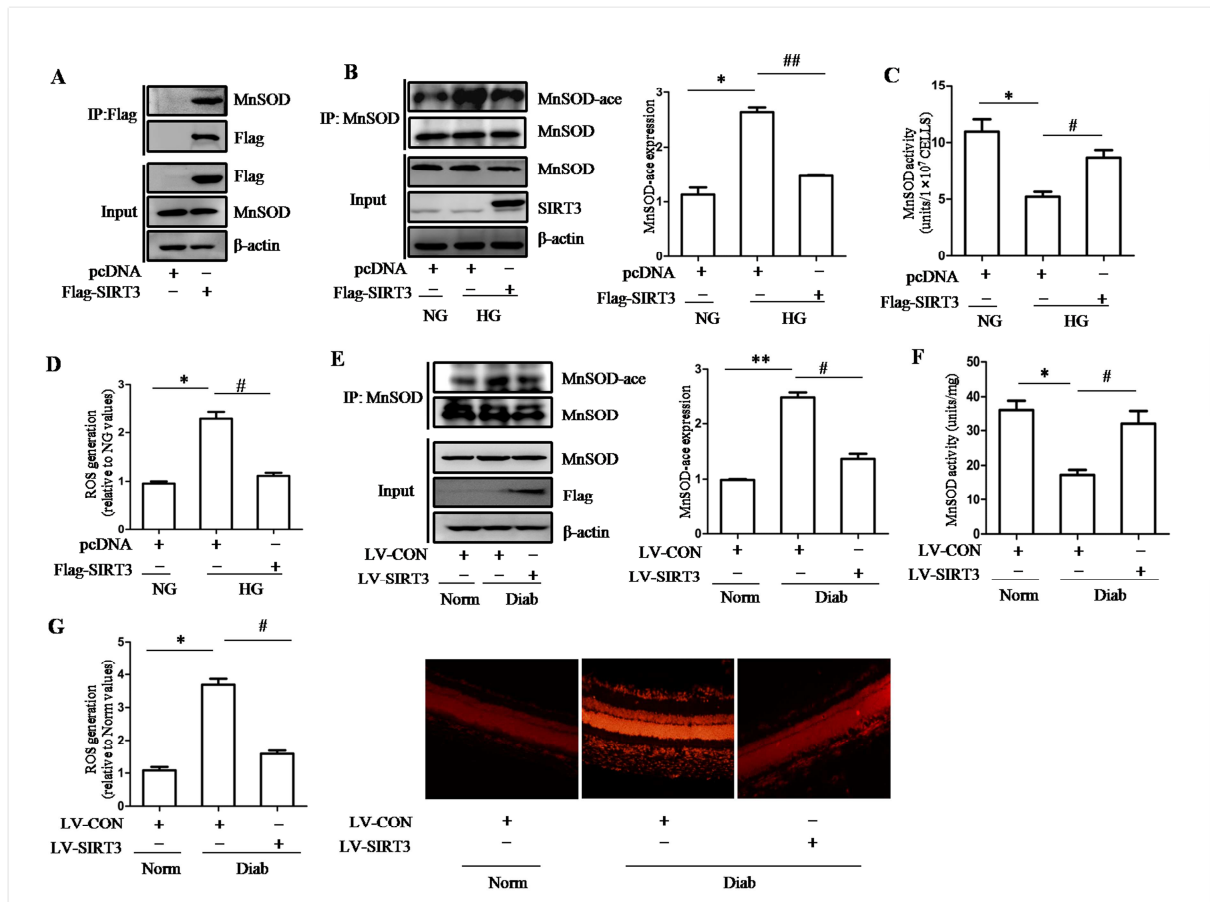 A
IP:Flag
MnSOD
Flag
Input
Flag
MnSOD
β-actin
pcDNA + −
Flag-SIRT3 − +
B
IP: MnSOD
MnSOD-ace
MnSOD
Input
MnSOD
SIRT3
β-actin
pcDNA + + −
Flag-SIRT3 − − +
NG HG
MnSOD-ace expression
3
2
1
0
* ##
pcDNA + + −
Flag-SIRT3 − − +
NG HG
C
MnSOD activity
(units/1×10⁷ CELLS)
15
10
5
0
* #
pcDNA + + −
Flag-SIRT3 − − +
NG HG
D
ROS generation
(relative to NG values)
3
2
1
0
* #
pcDNA + + −
Flag-SIRT3 − − +
NG HG
E
IP: MnSOD
MnSOD-ace
MnSOD
Input
MnSOD
Flag
β-actin
LV-CON + + −
LV-SIRT3 − − +
Norm Diab
MnSOD-ace expression
3
2
1
0
** #
LV-CON + + −
LV-SIRT3 − − +
Norm Diab
F
MnSOD activity (units/mg)
50
40
30
20
10
0
* #
LV-CON + + −
LV-SIRT3 − − +
Norm Diab
G
ROS generation
(relative to Norm values)
5
4
2
1
0
* #
LV-CON + + −
LV-SIRT3 − − +
Norm Diab
LV-CON + + −
LV-SIRT3 − − +
Norm Diab